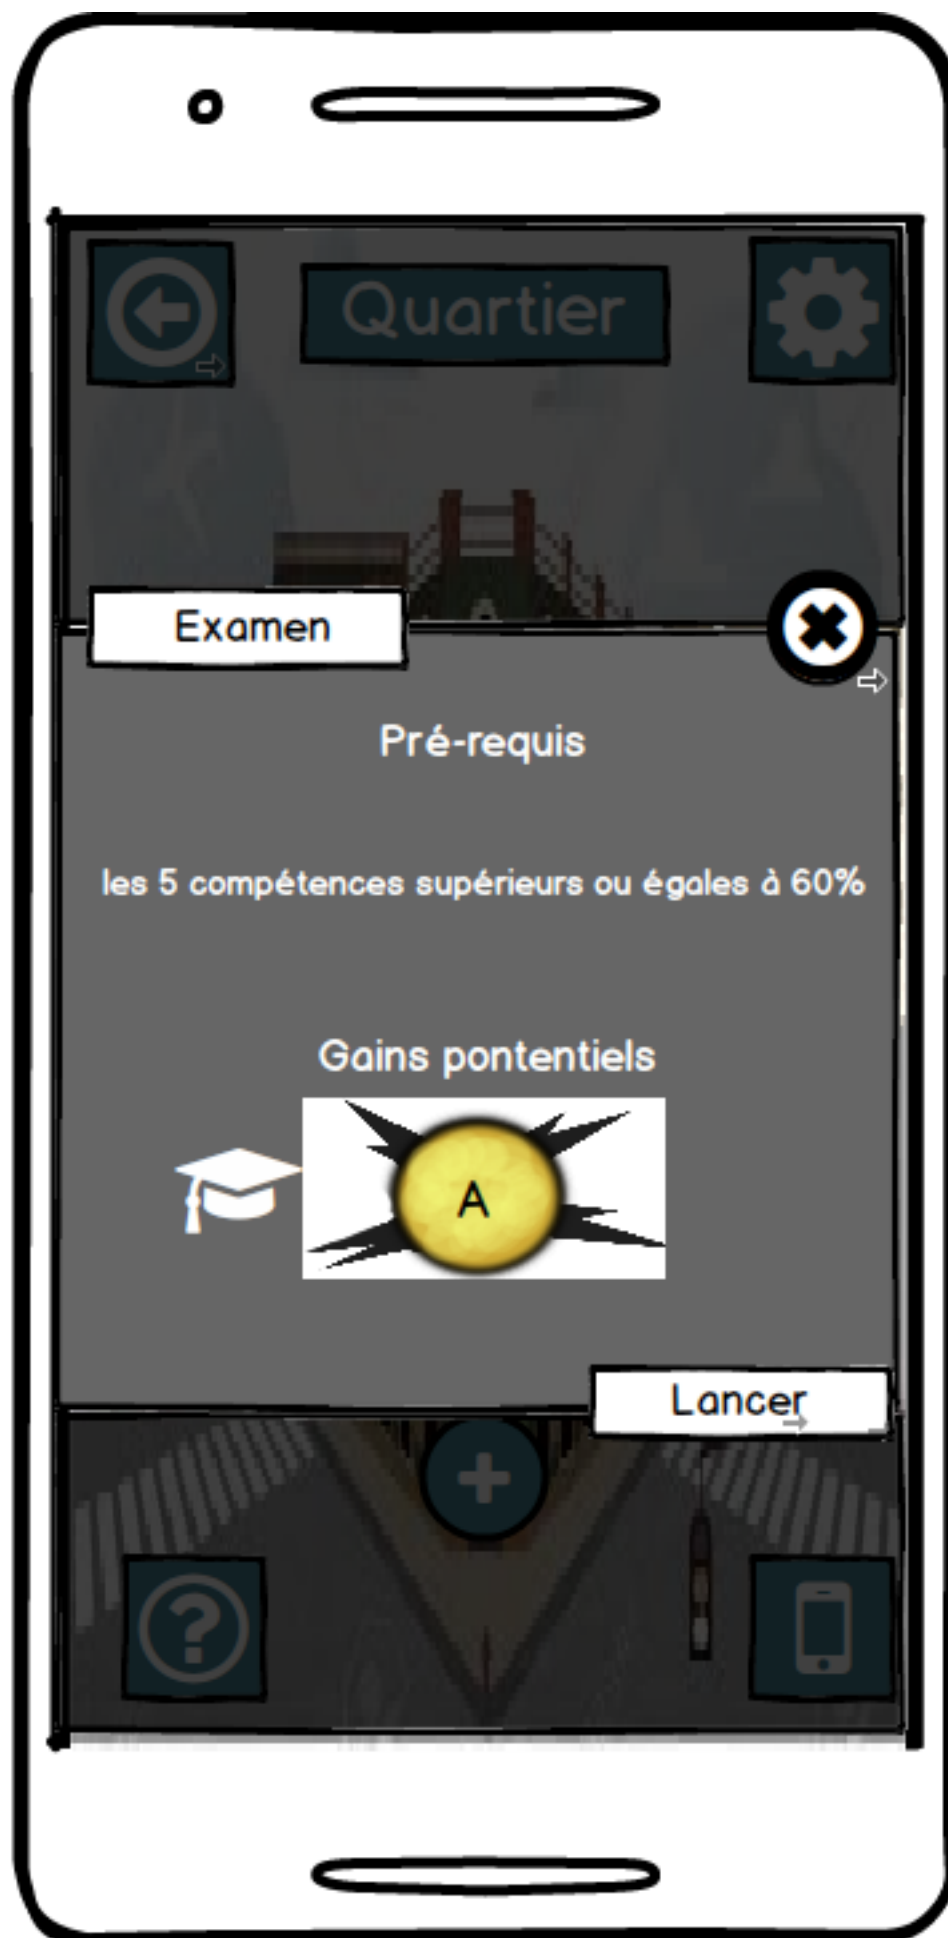 Quartier
Examen
Pré-requis
les 5 compétences supérieurs ou égales à 60%
Gains pontentiels
A
Lancer